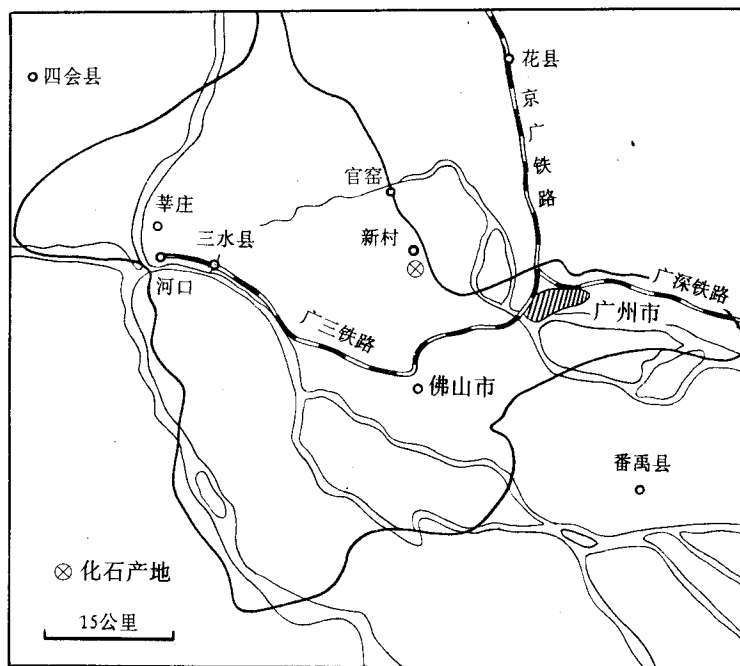 花县
四会县
京广铁路
官窑
莘庄
新村
三水县
广深铁路
河口
广州市
广三铁路
佛山市
番禹县
化石产地
15公里